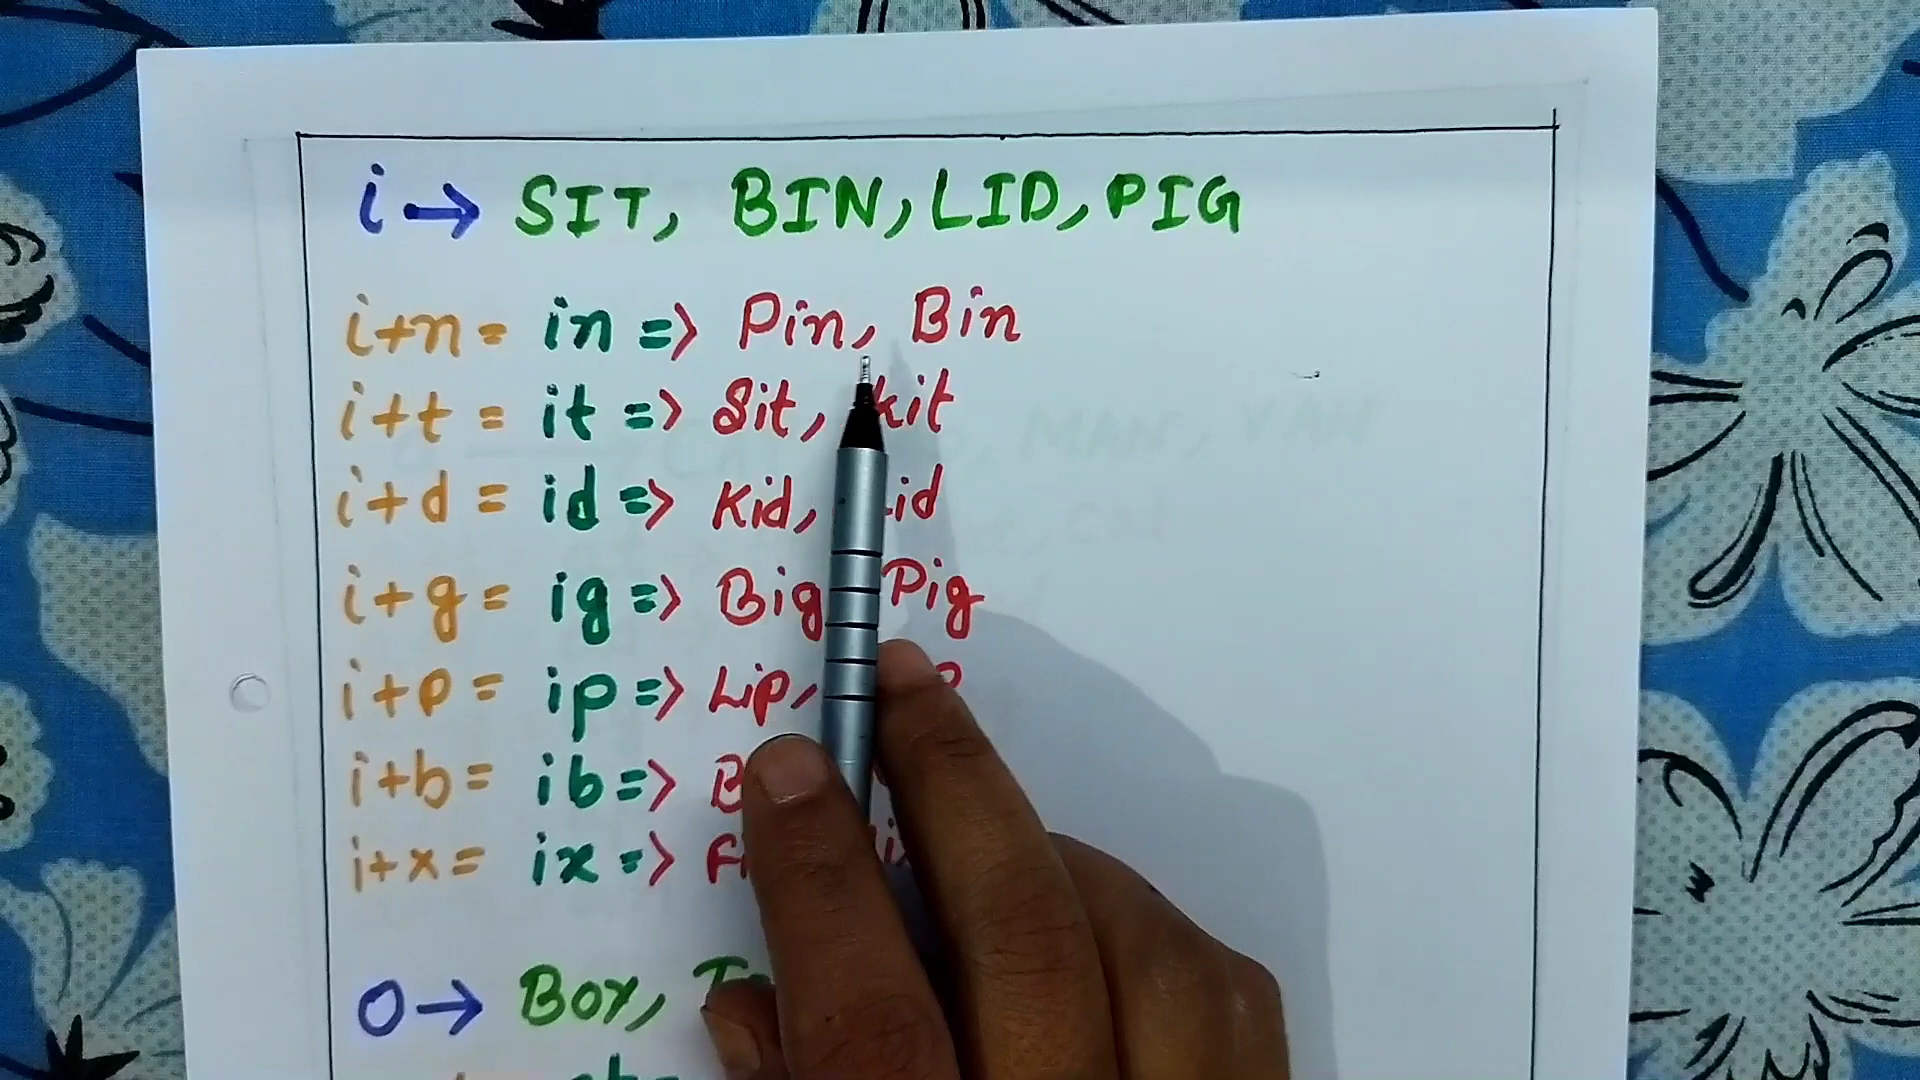 i → SIT, BIN, LID, PIG
i+n = in => Pin, Bin
i+t = it => Sit, kit
i+d = id => Kid,
i+g = ig => Big Pig
i+p = ip => Lip,
i+b = ib =>
i+x = ix =>
O → BOX,